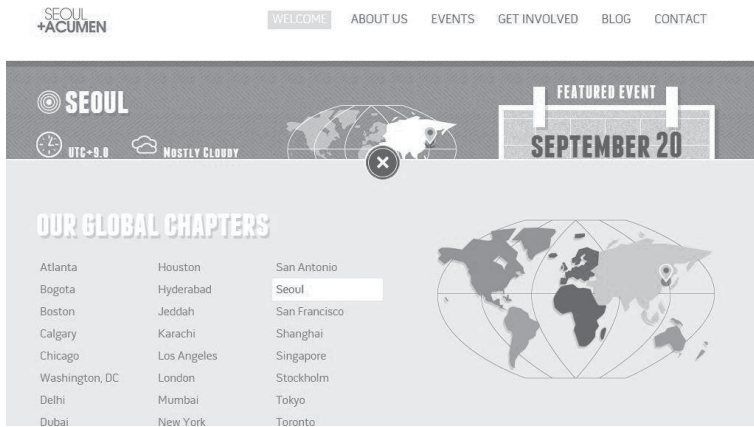 SEOUL
+ACUMEN
WELCOME
ABOUT US
EVENTS
GET INVOLVED
BLOG
CONTACT
SEOUL
UTC+9.0
MOSTLY CLOUDY
FEATURED EVENT
SEPTEMBER 20
OUR GLOBAL CHAPTERS
Atlanta
Bogota
Boston
Calgary
Chicago
Washington, DC
Delhi
Dubai
Houston
Hyderabad
Jeddah
Karachi
Los Angeles
London
Mumbai
New York
San Antonio
Seoul
San Francisco
Shanghai
Singapore
Stockholm
Tokyo
Toronto